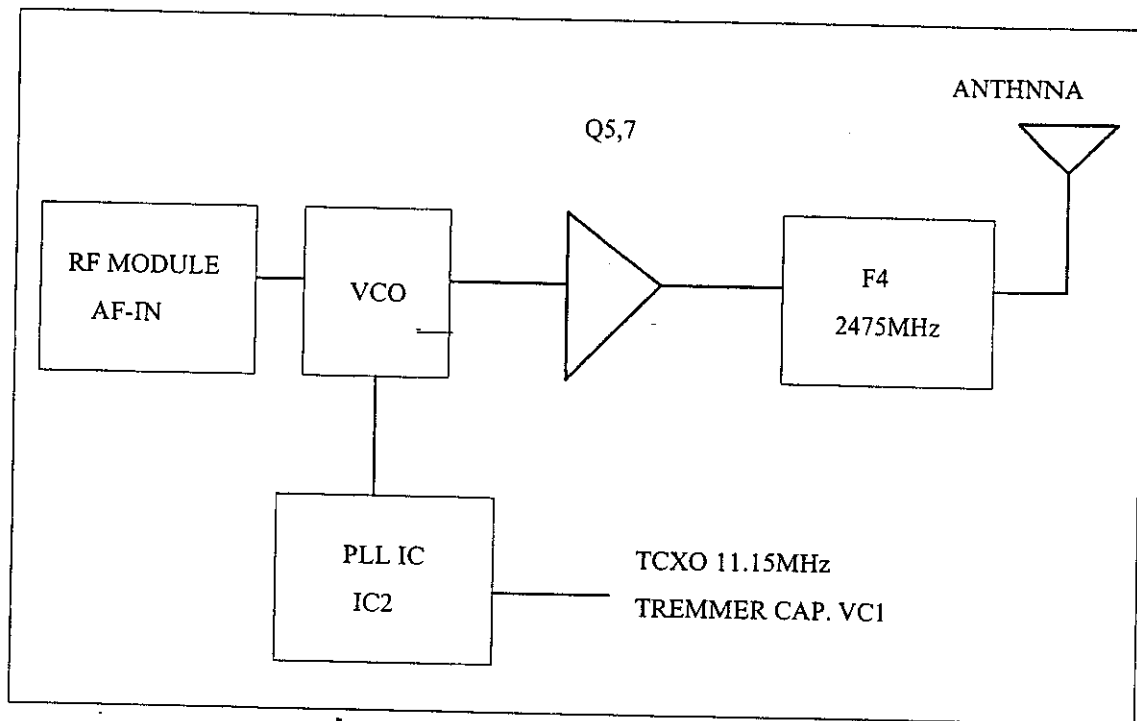 ANTHNNA
Q5,7
RF MODULE
AF-IN
VCO
F4
2475MHz
PLL IC
IC2
TCXO 11.15MHz
TREMMER CAP. VC1